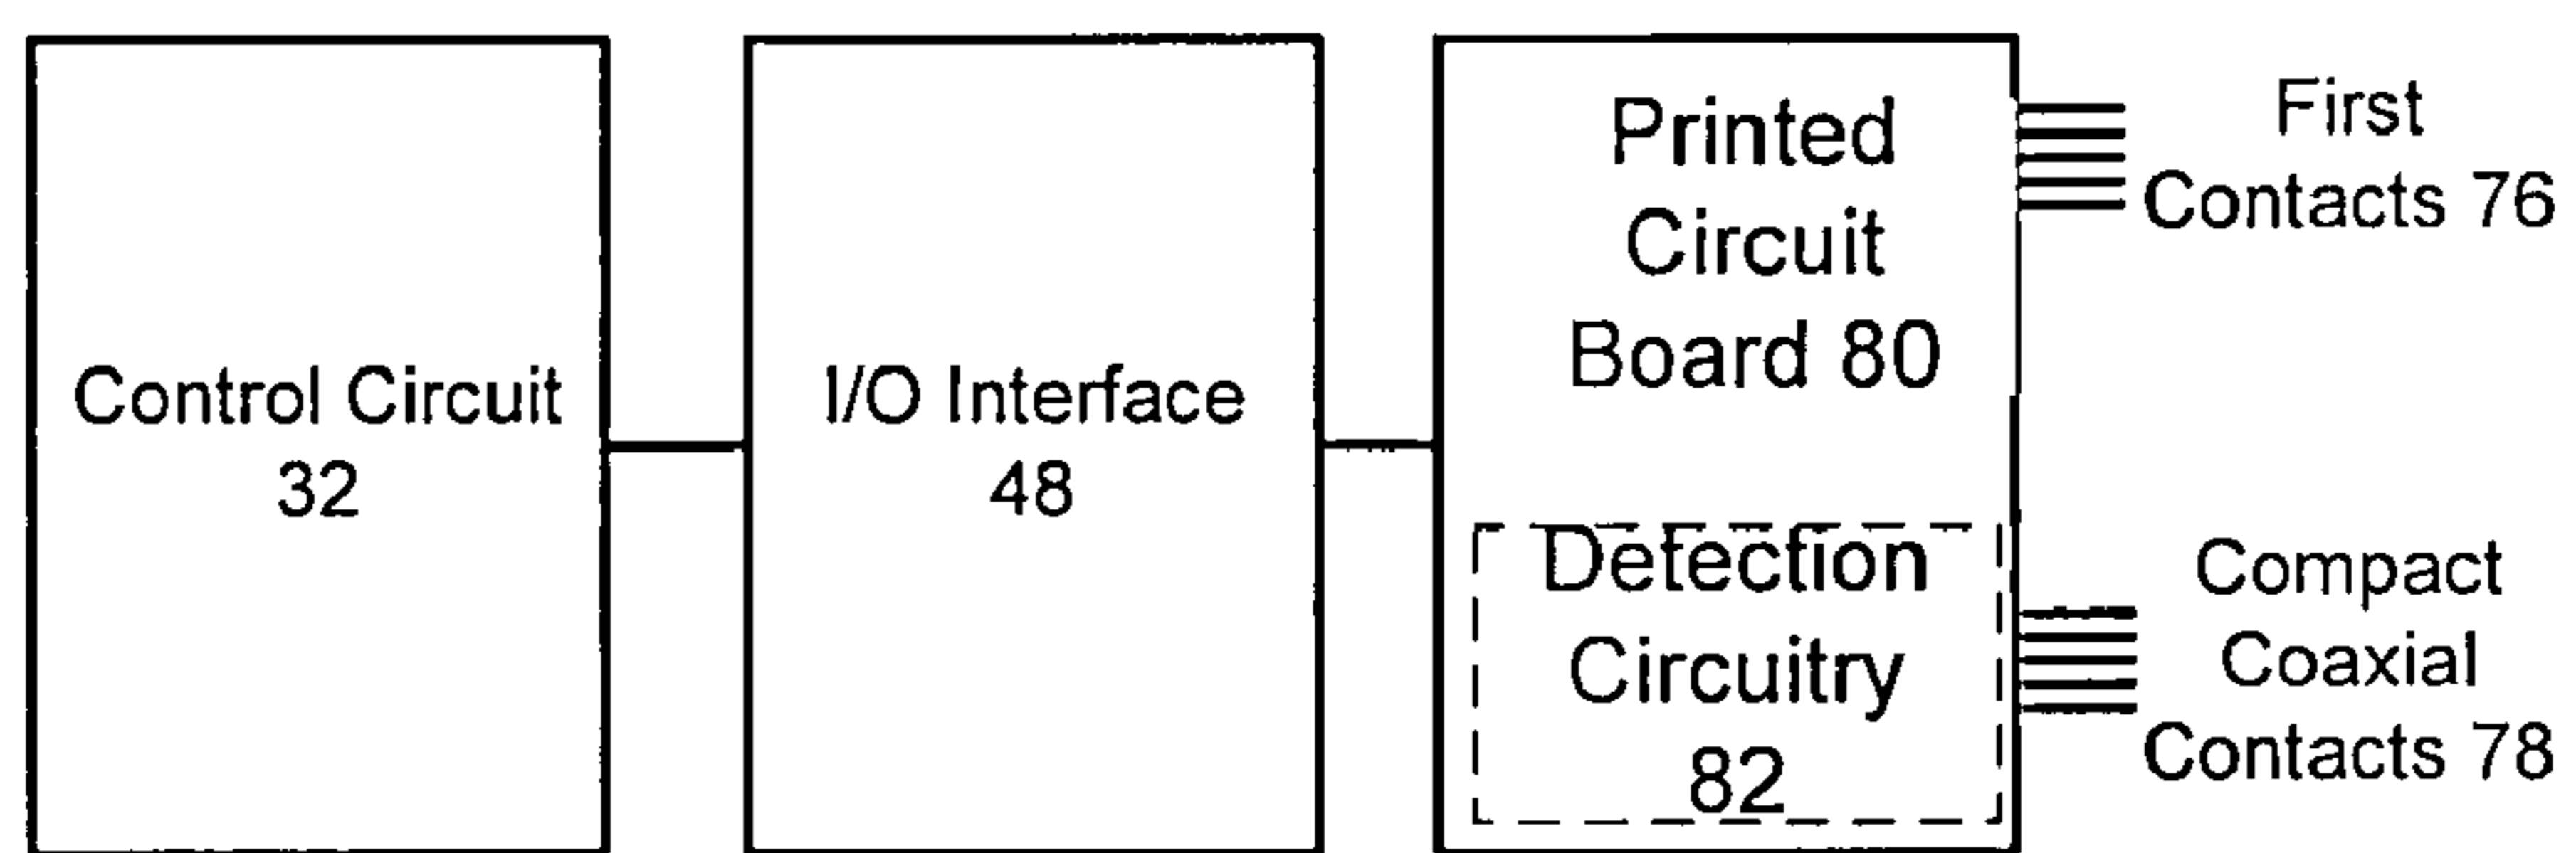 Control Circuit
32
I/O Interface
48
Printed
Circuit
Board 80
Detection
Circuitry
82
First
Contacts 76
Compact
Coaxial
Contacts 78